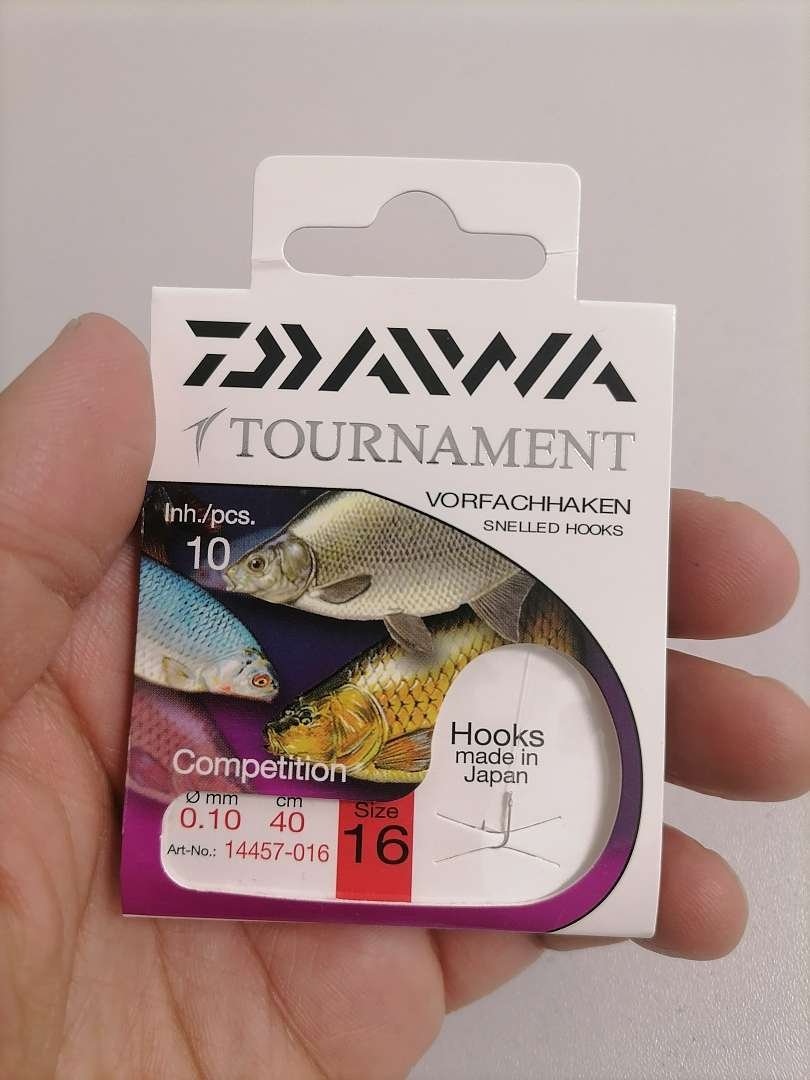 DAIWA
TOURNAMENT
VORFACHHAKEN
SNELLED HOOKS
Inh./pcs.
10
Hooks
made in
Japan
Competition
Ø mm cm Size
0.10 40 16
Art-No.: 14457-016